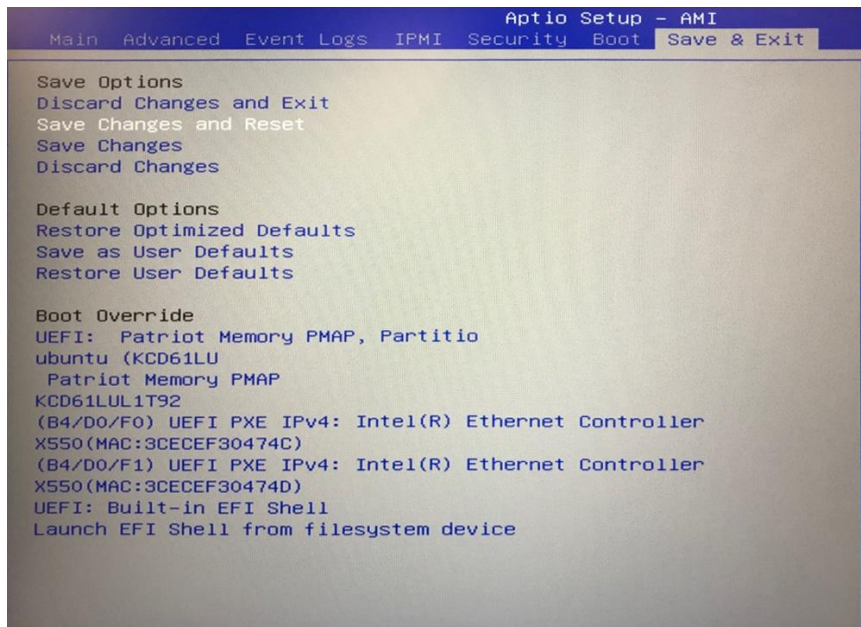 Aptio Setup – AMI
Main Advanced Event Logs IPMI Security Boot Save & Exit
Save Options
Discard Changes and Exit
Save Changes and Reset
Save Changes
Discard Changes
Default Options
Restore Optimized Defaults
Save as User Defaults
Restore User Defaults
Boot Override
UEFI: Patriot Memory PMAP, Partitio
ubuntu (KCD61LU
Patriot Memory PMAP
KCD61LUL1T92
(B4/D0/F0) UEFI PXE IPv4: Intel(R) Ethernet Controller
X550(MAC:3CECEF30474C)
(B4/D0/F1) UEFI PXE IPv4: Intel(R) Ethernet Controller
X550(MAC:3CECEF30474D)
UEFI: Built-in EFI Shell
Launch EFI Shell from filesystem device